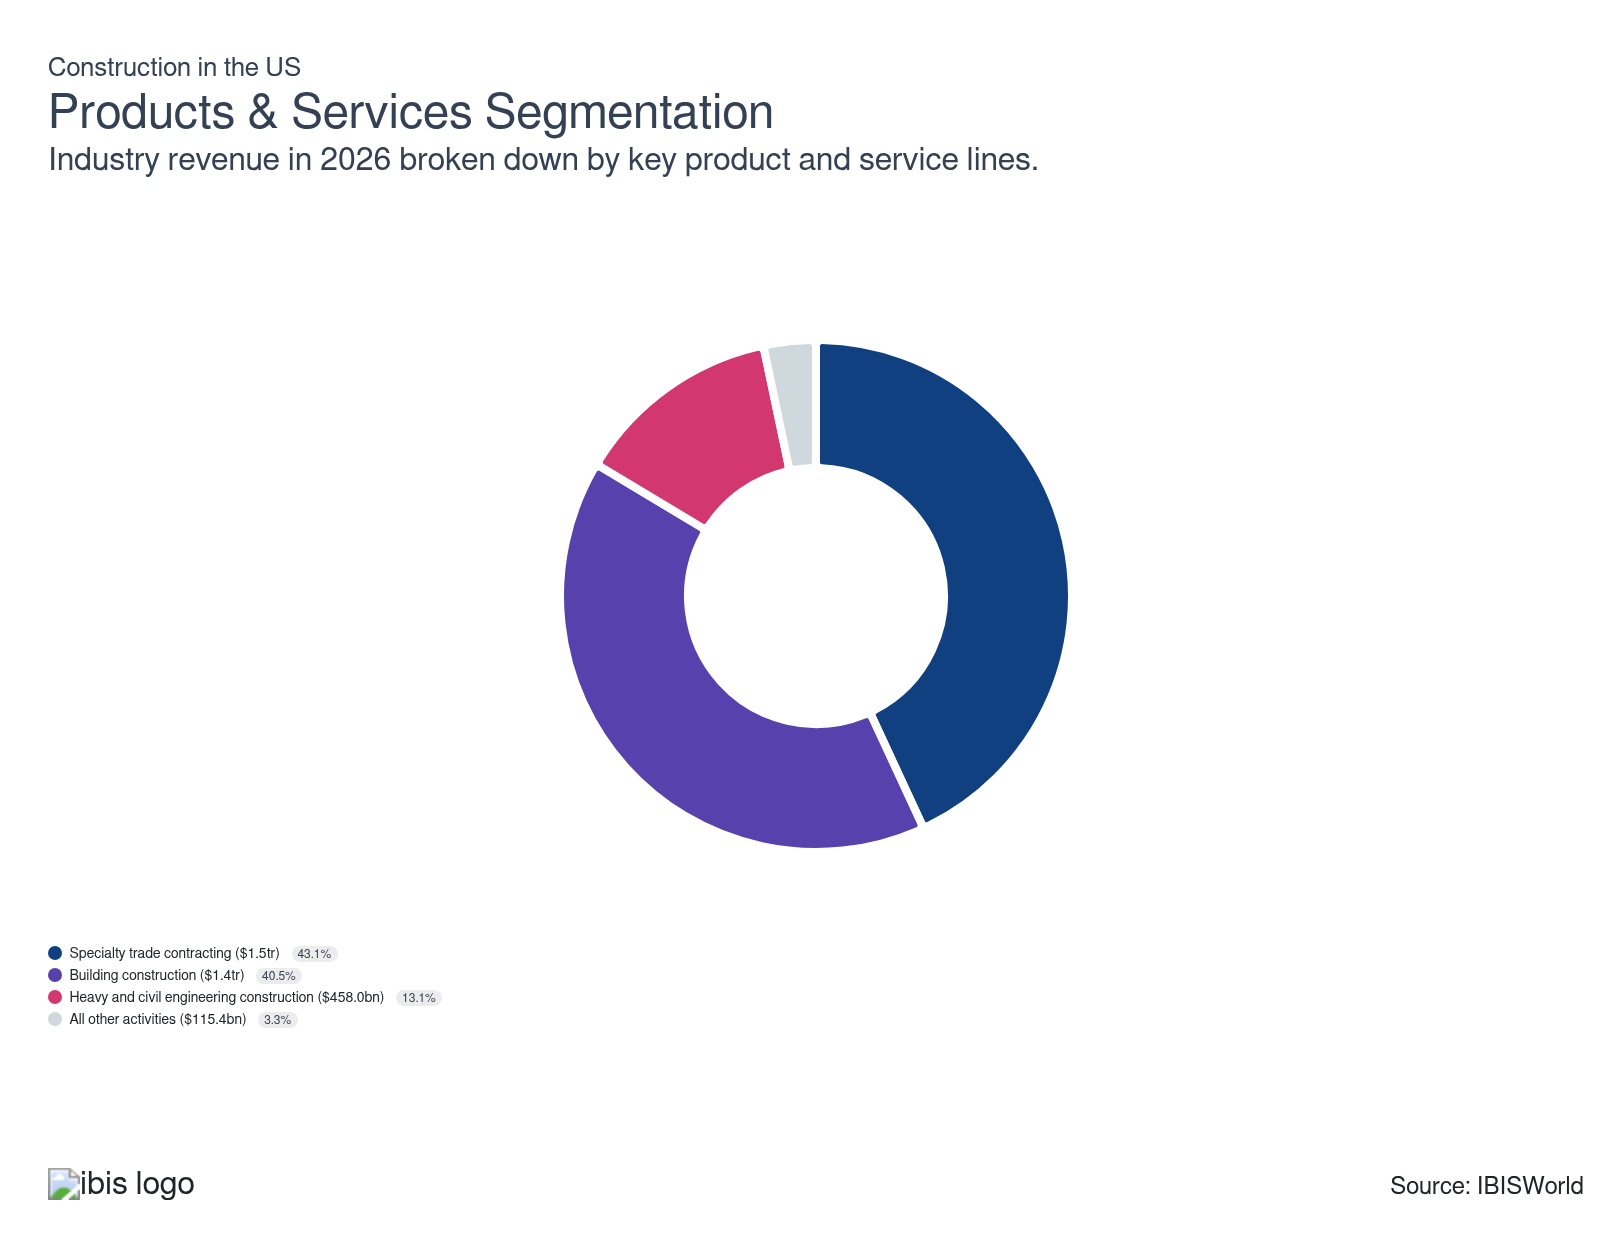 Construction in the US
Products & Services Segmentation
Industry revenue in 2026 broken down by key product and service lines.
Specialty trade contracting ($1.5tr) 43.1%
Building construction ($1.4tr) 40.5%
Heavy and civil engineering construction ($458.0bn) 13.1%
All other activities ($115.4bn) 3.3%
ibis logo
Source: IBISWorld